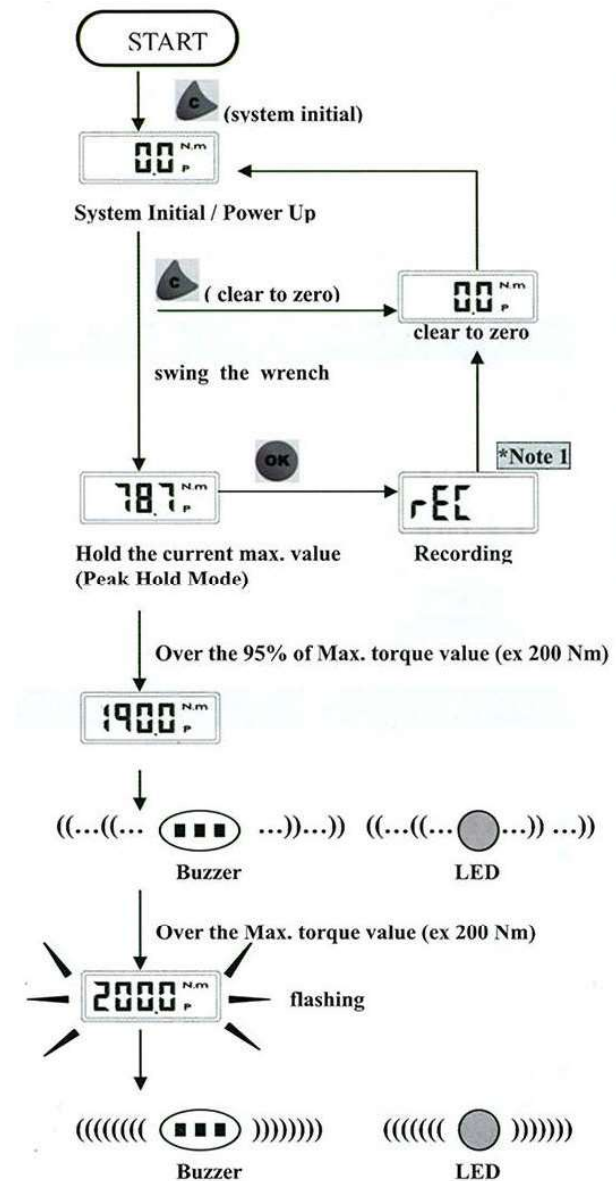 START
C
(system initial)
0.0 N.m P
System Initial / Power Up
C
( clear to zero)
0.0 N.m P
clear to zero
swing the wrench
OK
*Note 1
78.7 N.m P
rEC
Hold the current max. value
(Peak Hold Mode)
Recording
Over the 95% of Max. torque value (ex 200 Nm)
190.0 N.m P
((...((... ...))...)) ((...((... ...)) ...))
Buzzer
LED
Over the Max. torque value (ex 200 Nm)
200.0 N.m P
flashing
(((((((( )))))))) ((((((( )))))))
Buzzer
LED